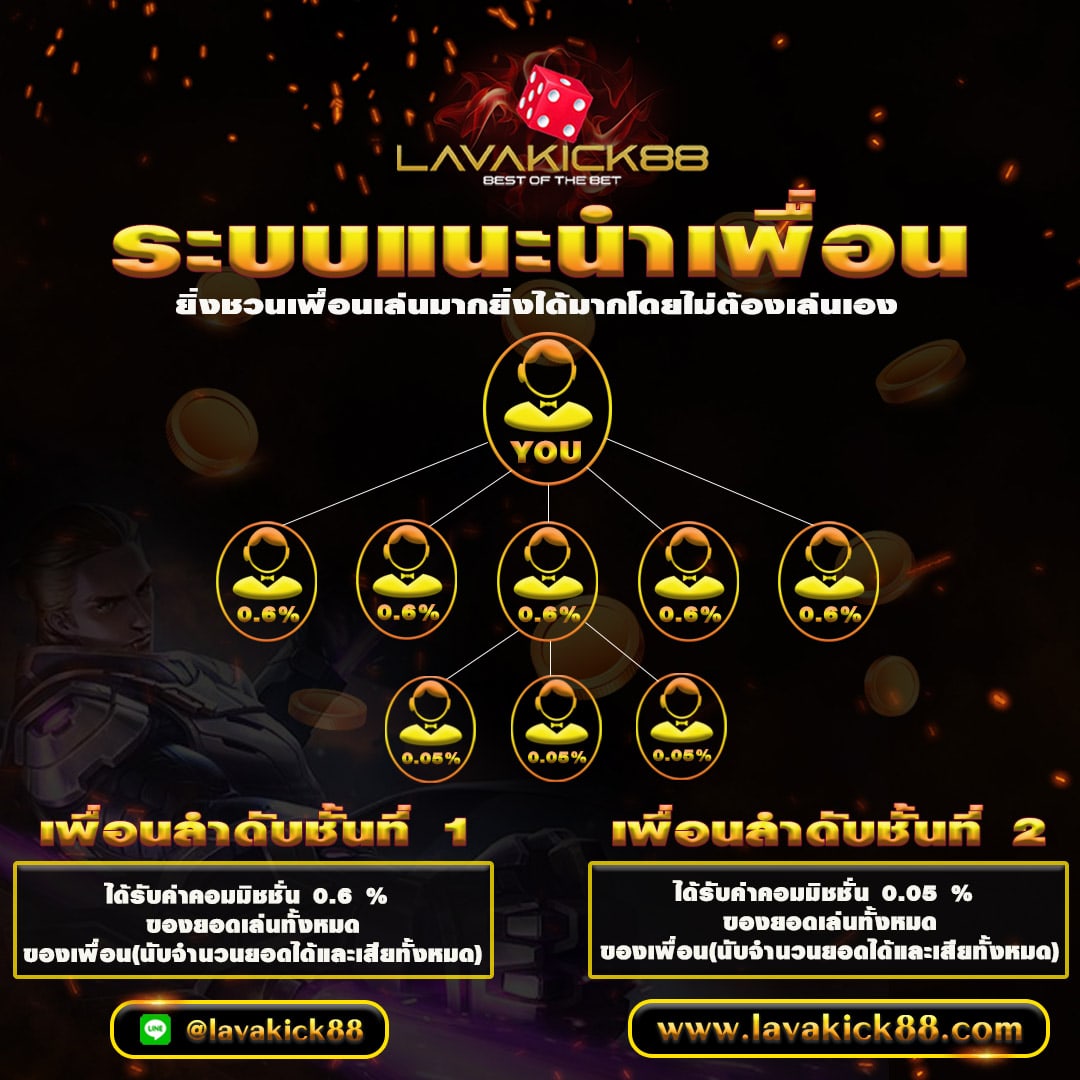 LAVAKICK88
BEST OF THE BET
ระบบแนะนำเพื่อน
ยิ่งชวนเพื่อนเล่นมากยิ่งได้มากโดยไม่ต้องเล่นเอง
YOU
0.6% 0.6% 0.6% 0.6% 0.6%
0.05% 0.05% 0.05%
เพื่อนลำดับชั้นที่ 1
ได้รับค่าคอมมิชชั่น 0.6 %
ของยอดเล่นทั้งหมด
ของเพื่อน(นับจำนวนยอดได้และเสียทั้งหมด)
เพื่อนลำดับชั้นที่ 2
ได้รับค่าคอมมิชชั่น 0.05 %
ของยอดเล่นทั้งหมด
ของเพื่อน(นับจำนวนยอดได้และเสียทั้งหมด)
LINE @lavakick88
www.lavakick88.com